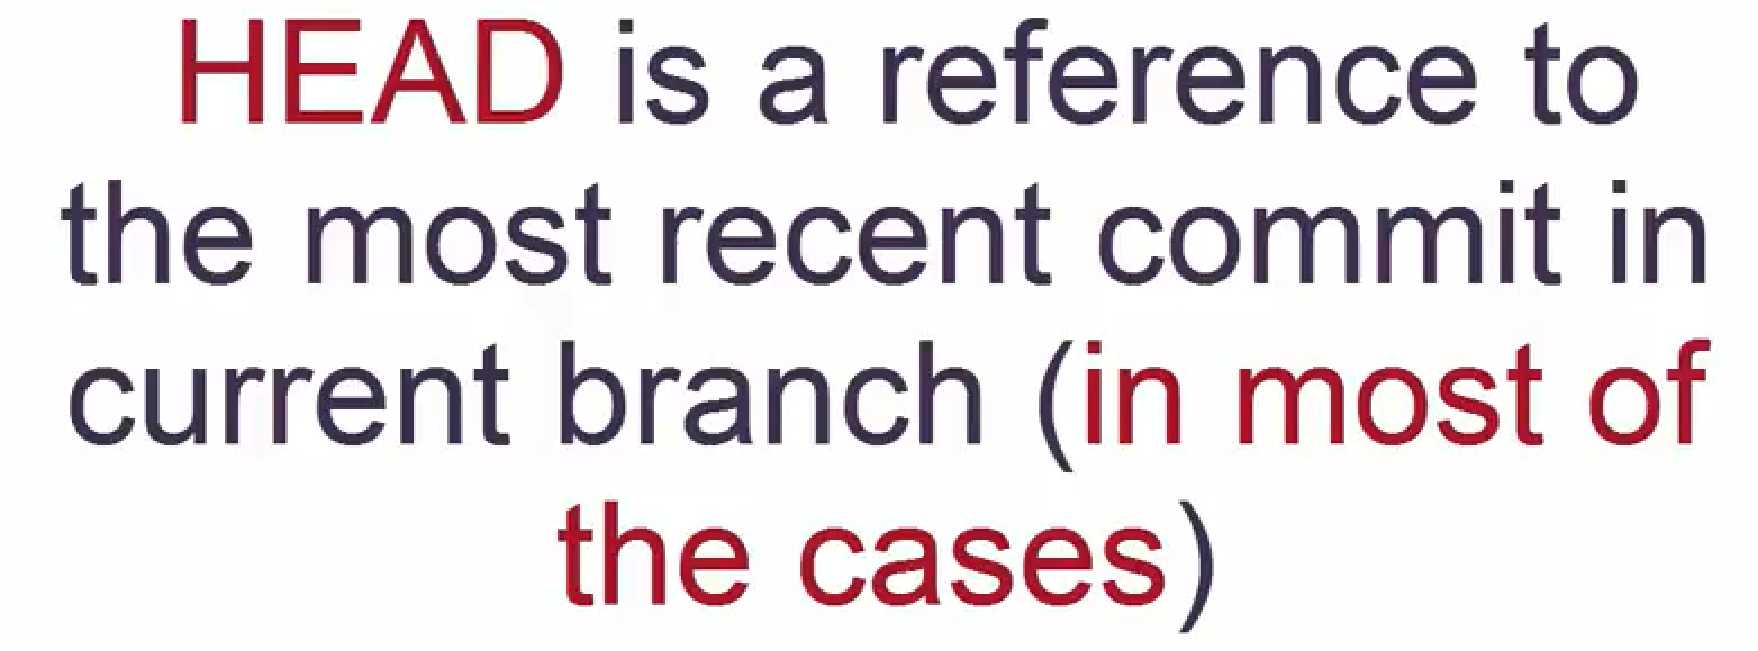 HEAD is a reference to
the most recent commit in
current branch (in most of
the cases)